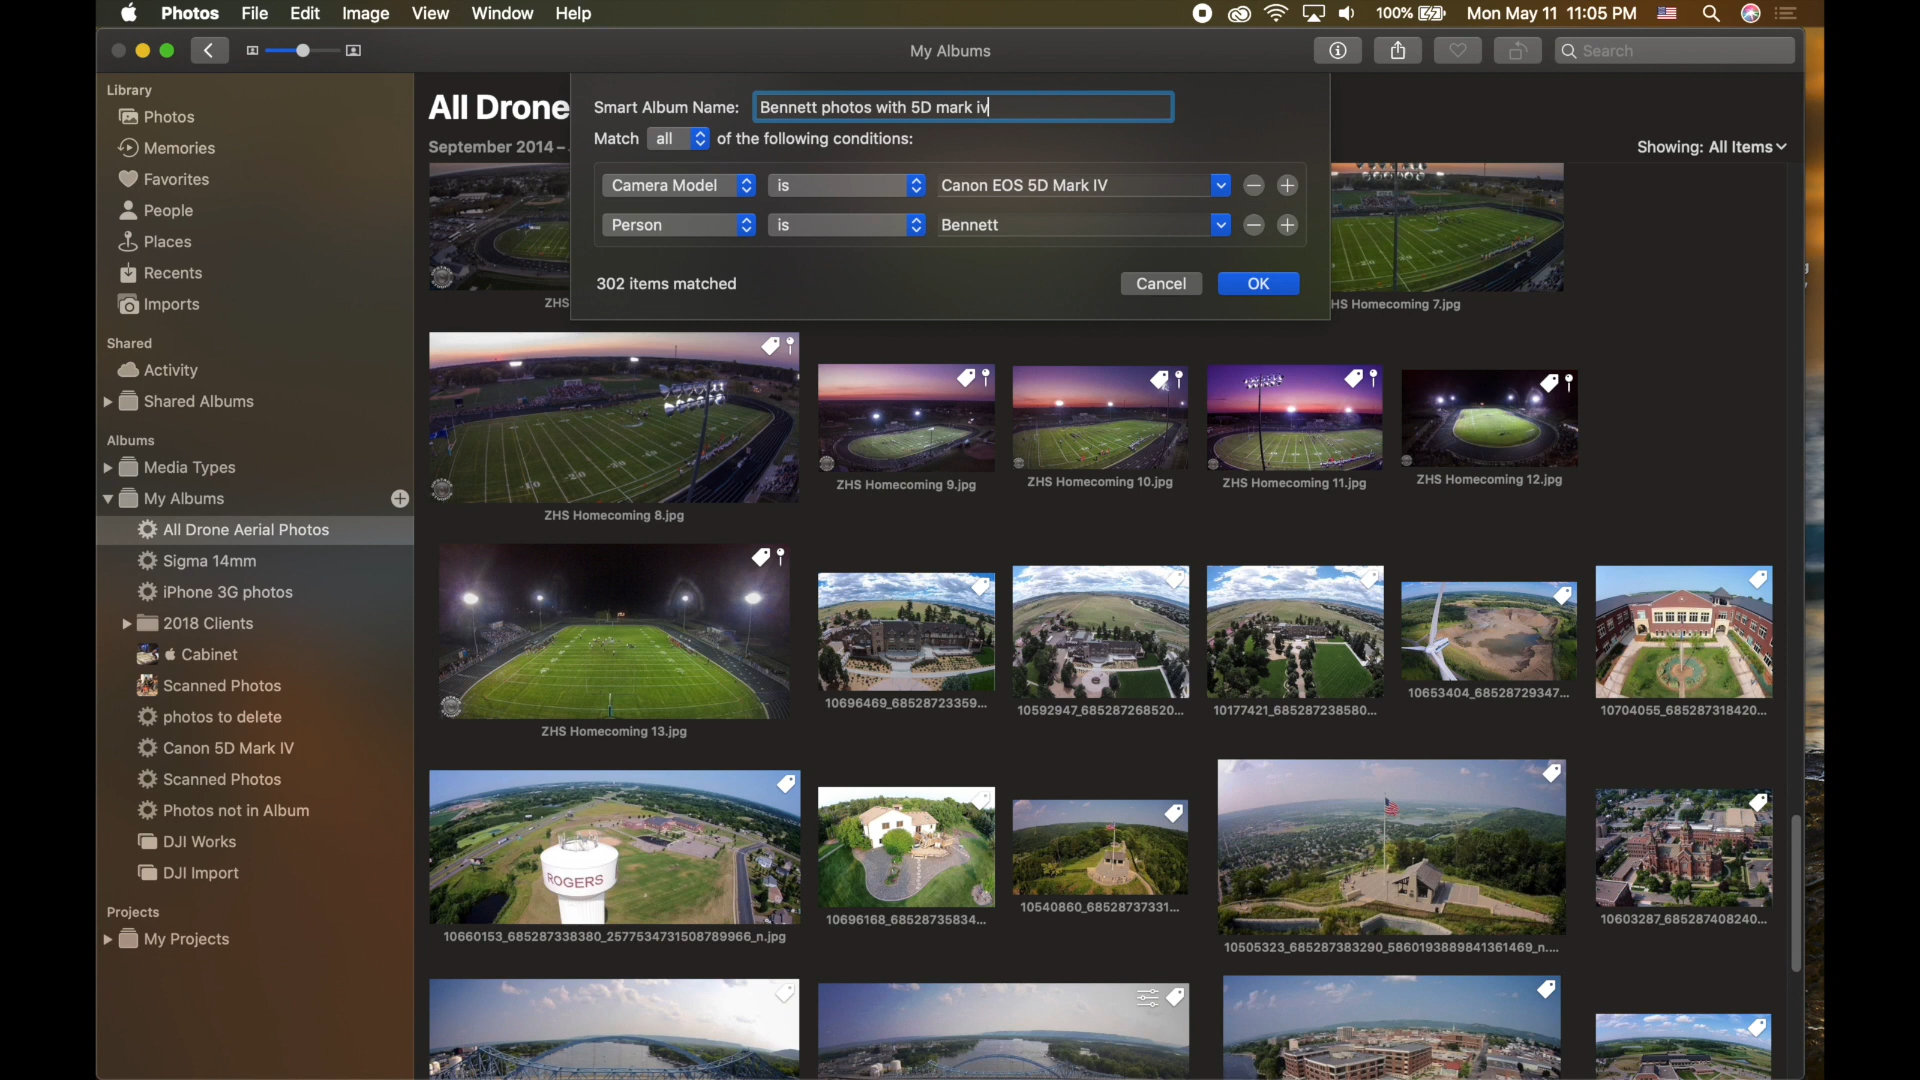 Photos File Edit Image View Window Help
100% Mon May 11 11:05 PM
My Albums
Search
Library
Photos
Memories
Favorites
People
Places
Recents
Imports
Shared
Activity
Shared Albums
Albums
Media Types
My Albums
All Drone Aerial Photos
Sigma 14mm
iPhone 3G photos
2018 Clients
Cabinet
Scanned Photos
photos to delete
Canon 5D Mark IV
Scanned Photos
Photos not in Album
DJI Works
DJI Import
Projects
My Projects
All Drone
September 2014 –
Showing: All Items
Smart Album Name: Bennett photos with 5D mark iv
Match all of the following conditions:
Camera Model is Canon EOS 5D Mark IV
Person is Bennett
302 items matched
Cancel OK
ZHS
HS Homecoming 7.jpg
ZHS Homecoming 8.jpg
ZHS Homecoming 9.jpg
ZHS Homecoming 10.jpg
ZHS Homecoming 11.jpg
ZHS Homecoming 12.jpg
ZHS Homecoming 13.jpg
10696469_68528723359...
10592947_685287268520...
10177421_685287238580...
10653404_68528729347...
10704055_685287318420...
ROGERS
10660153_685287338380_2577534731508789966_n.jpg
10696168_68528735834...
10540860_68528737331...
10505323_685287383290_5860193889841361469_n....
10603287_685287408240...